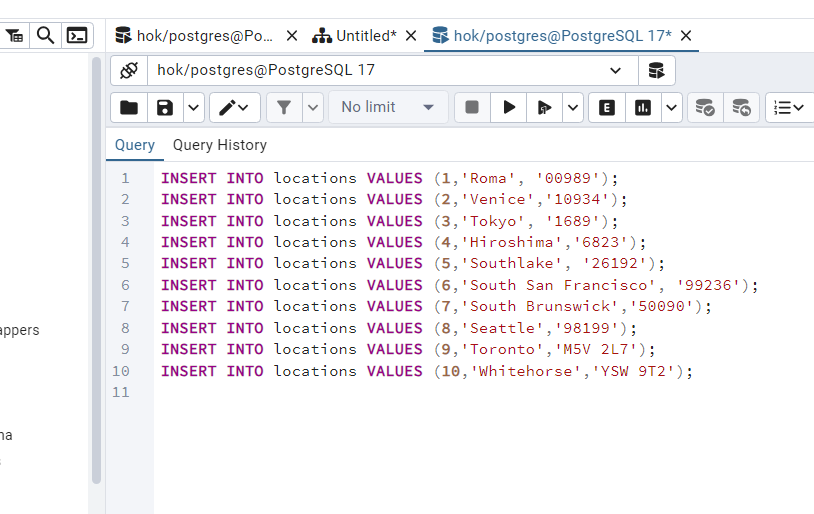 hok/postgres@Po... Untitled* hok/postgres@PostgreSQL 17*
hok/postgres@PostgreSQL 17
No limit
E
Query Query History
1 INSERT INTO locations VALUES (1,'Roma', '00989');
2 INSERT INTO locations VALUES (2,'Venice','10934');
3 INSERT INTO locations VALUES (3,'Tokyo', '1689');
4 INSERT INTO locations VALUES (4,'Hiroshima','6823');
5 INSERT INTO locations VALUES (5,'Southlake', '26192');
6 INSERT INTO locations VALUES (6,'South San Francisco', '99236');
7 INSERT INTO locations VALUES (7,'South Brunswick','50090');
8 INSERT INTO locations VALUES (8,'Seattle','98199');
9 INSERT INTO locations VALUES (9,'Toronto','M5V 2L7');
10 INSERT INTO locations VALUES (10,'Whitehorse','YSW 9T2');
11
appers
na